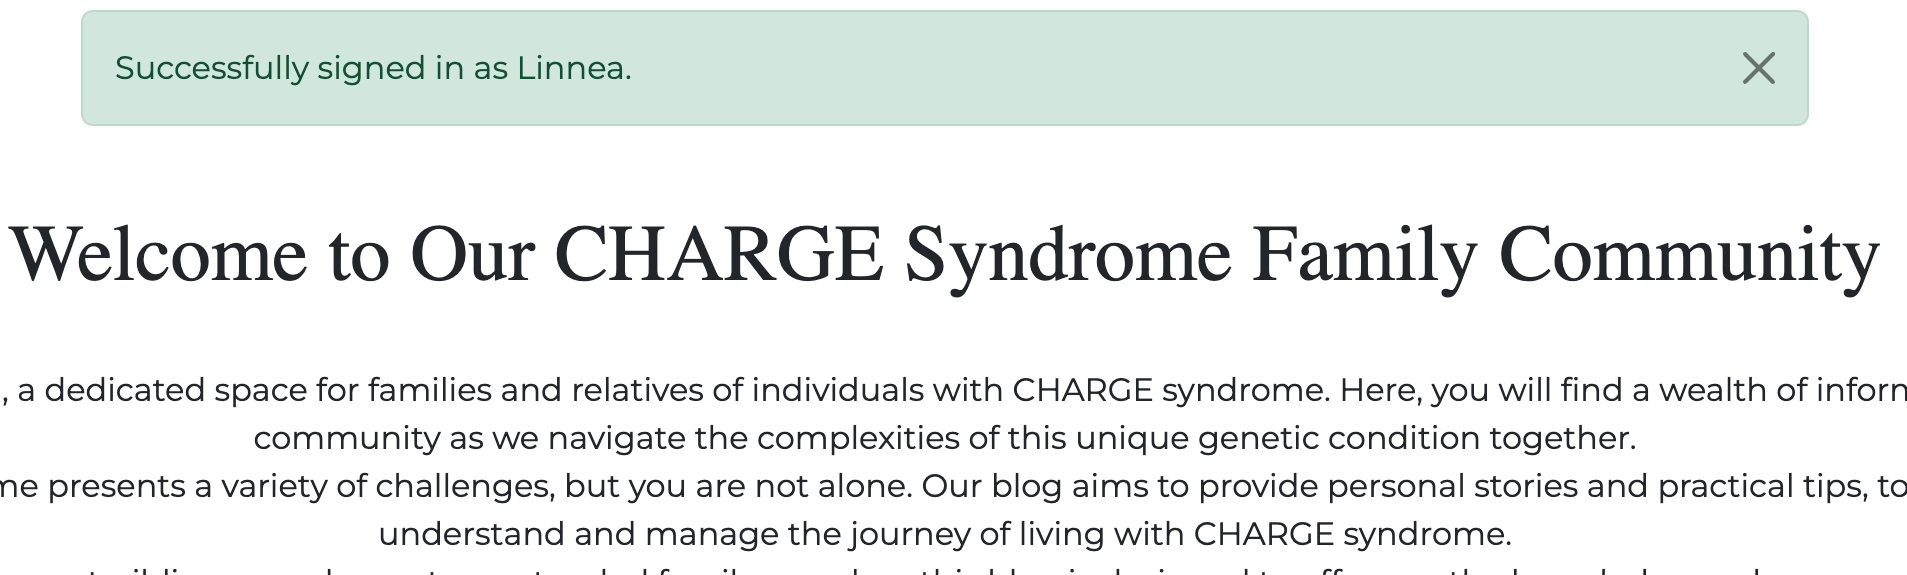 Successfully signed in as Linnea.
Welcome to Our CHARGE Syndrome Family Community
, a dedicated space for families and relatives of individuals with CHARGE syndrome. Here, you will find a wealth of
community as we navigate the complexities of this unique genetic condition together.
presents a variety of challenges, but you are not alone. Our blog aims to provide personal stories and practical tips, to
understand and manage the journey of living with CHARGE syndrome.